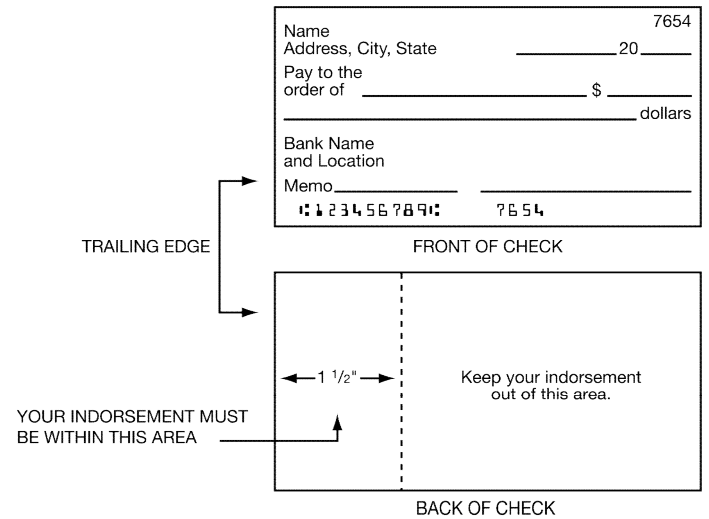 7654
Name
Address, City, State
20
Pay to the
order of $
dollars
Bank Name
and Location
Memo
⑆123456789⑆ 7654
TRAILING EDGE
FRONT OF CHECK
1 1/2"
Keep your indorsement
out of this area.
YOUR INDORSEMENT MUST
BE WITHIN THIS AREA
BACK OF CHECK